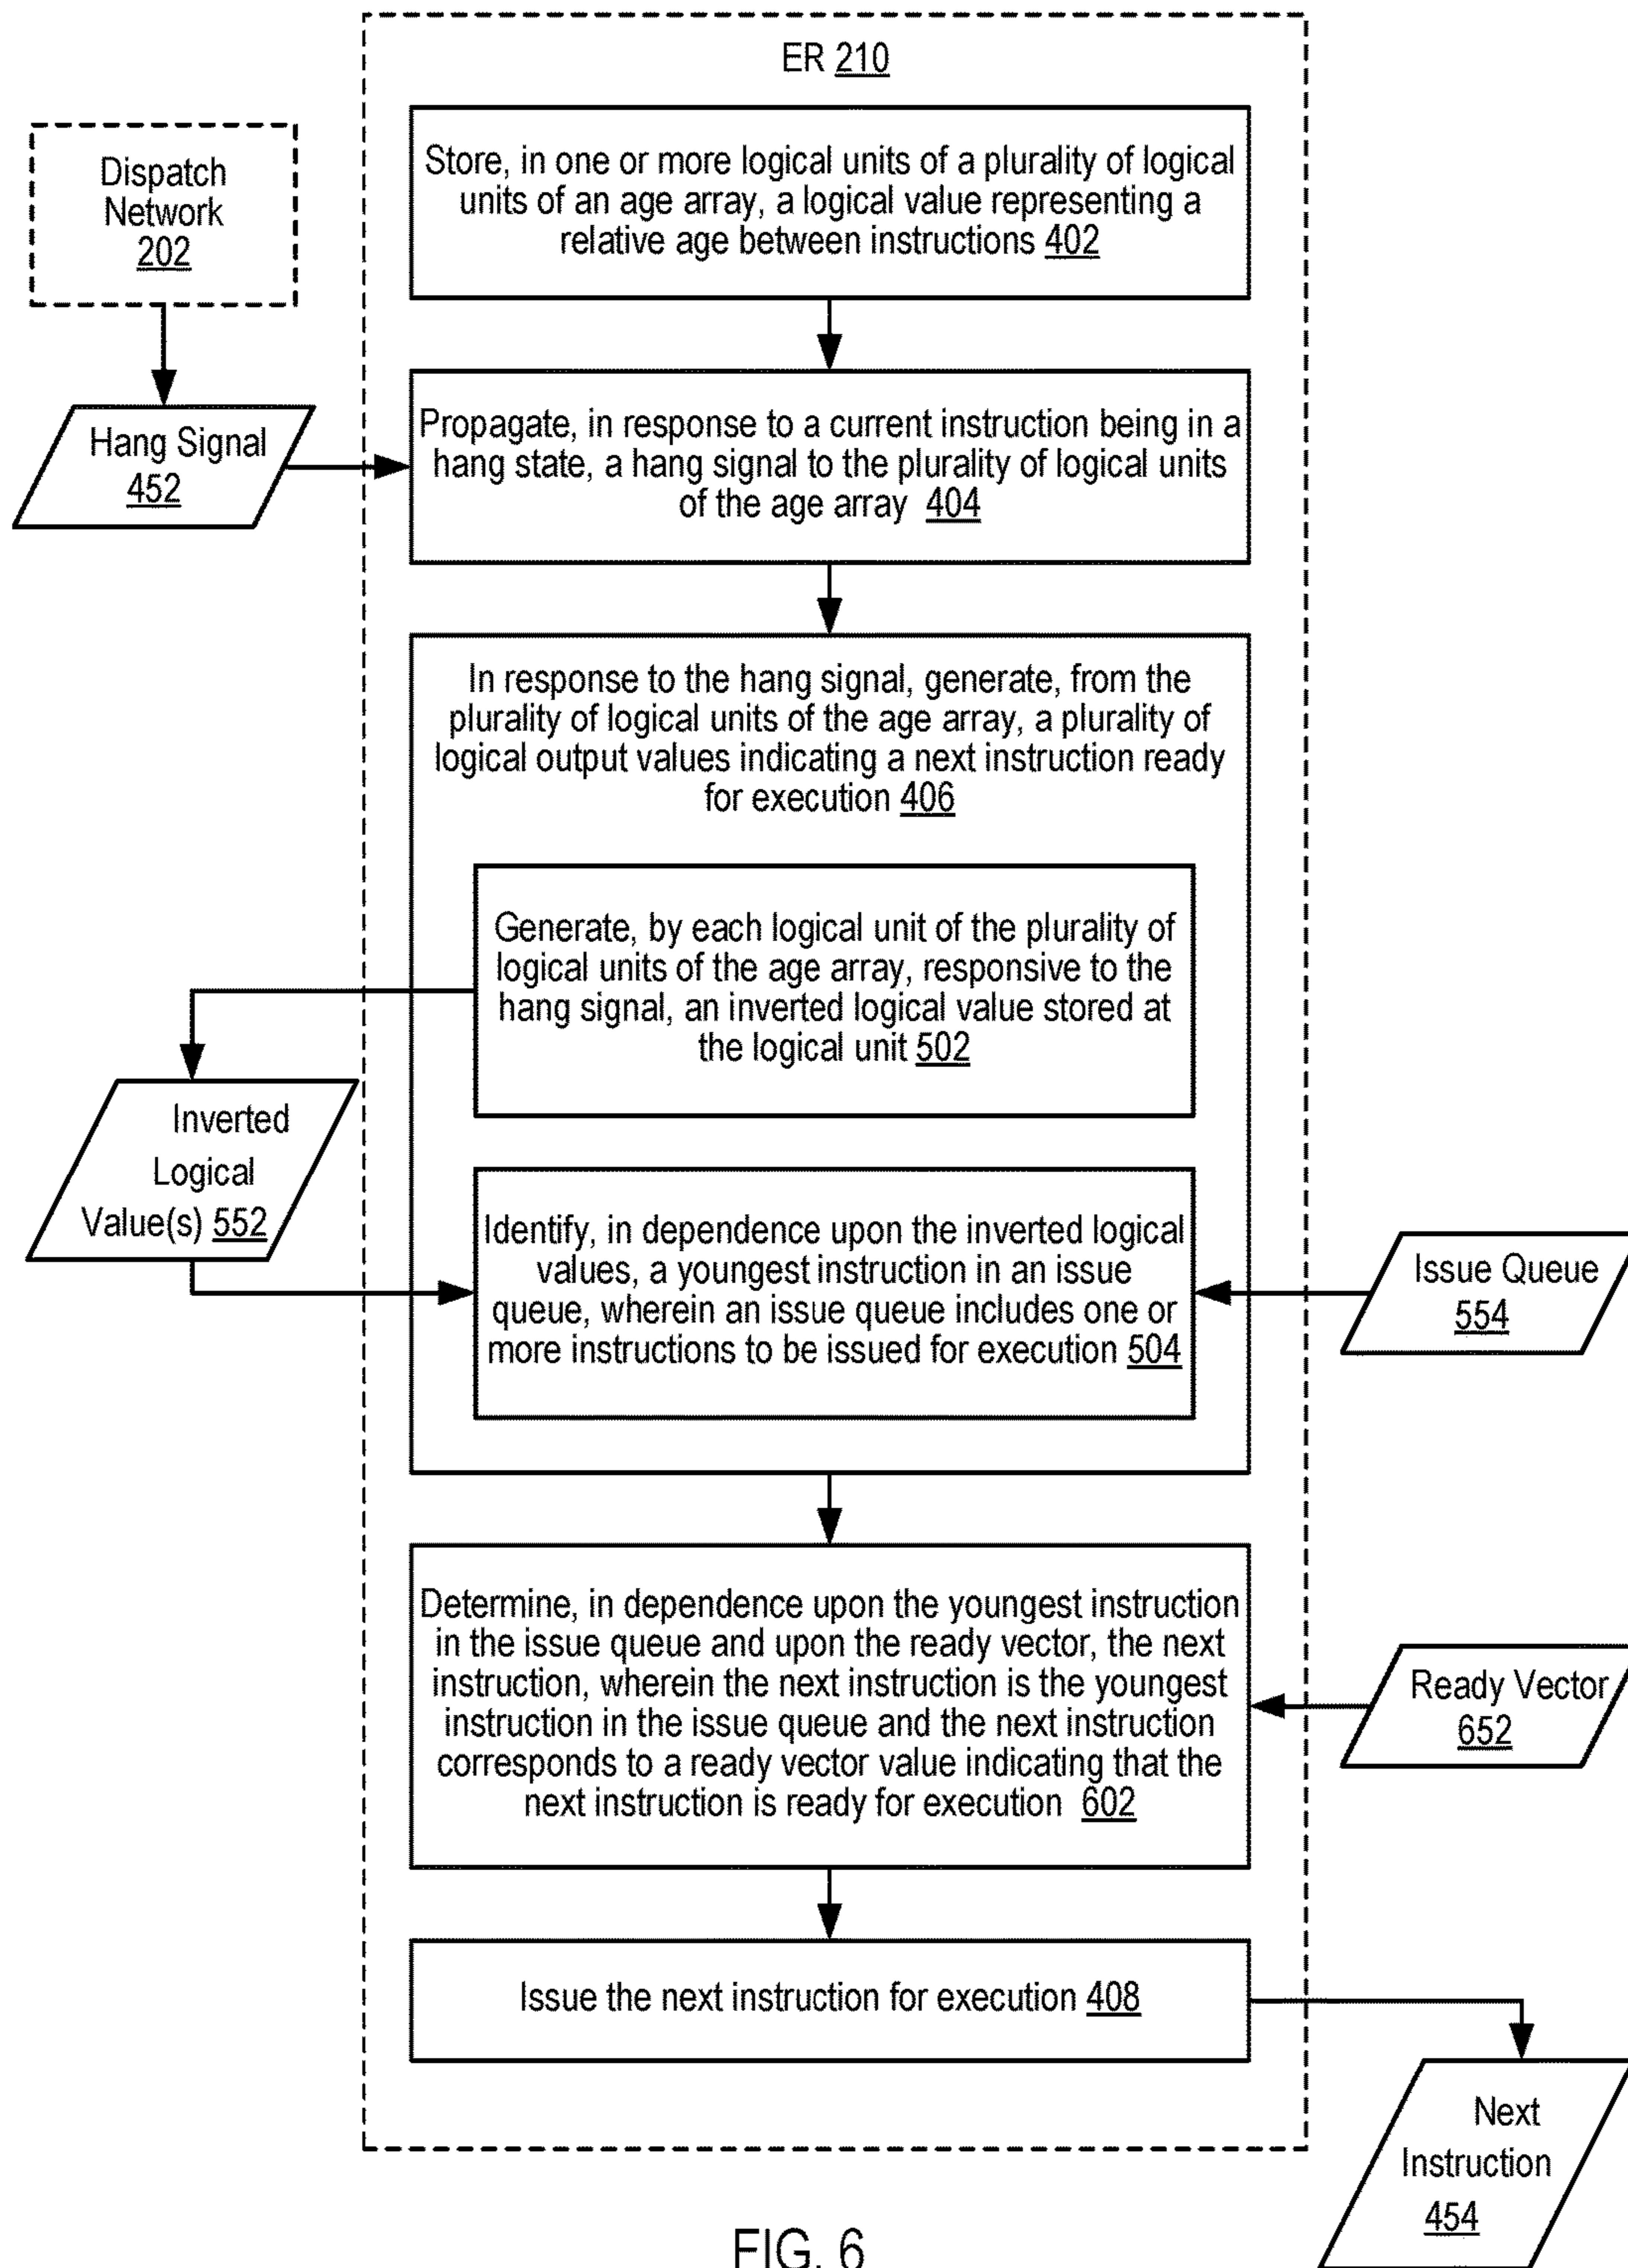 ER 210
Dispatch
Network
202
Store, in one or more logical units of a plurality of logical
units of an age array, a logical value representing a
relative age between instructions 402
Hang Signal
452
Propagate, in response to a current instruction being in a
hang state, a hang signal to the plurality of logical units
of the age array 404
In response to the hang signal, generate, from the
plurality of logical units of the age array, a plurality of
logical output values indicating a next instruction ready
for execution 406
Generate, by each logical unit of the plurality of
logical units of the age array, responsive to the
hang signal, an inverted logical value stored at
the logical unit 502
Inverted
Logical
Value(s) 552
Identify, in dependence upon the inverted logical
values, a youngest instruction in an issue
queue, wherein an issue queue includes one or
more instructions to be issued for execution 504
Issue Queue
554
Determine, in dependence upon the youngest instruction
in the issue queue and upon the ready vector, the next
instruction, wherein the next instruction is the youngest
instruction in the issue queue and the next instruction
corresponds to a ready vector value indicating that the
next instruction is ready for execution 602
Ready Vector
652
Issue the next instruction for execution 408
Next
Instruction
454
FIG. 6